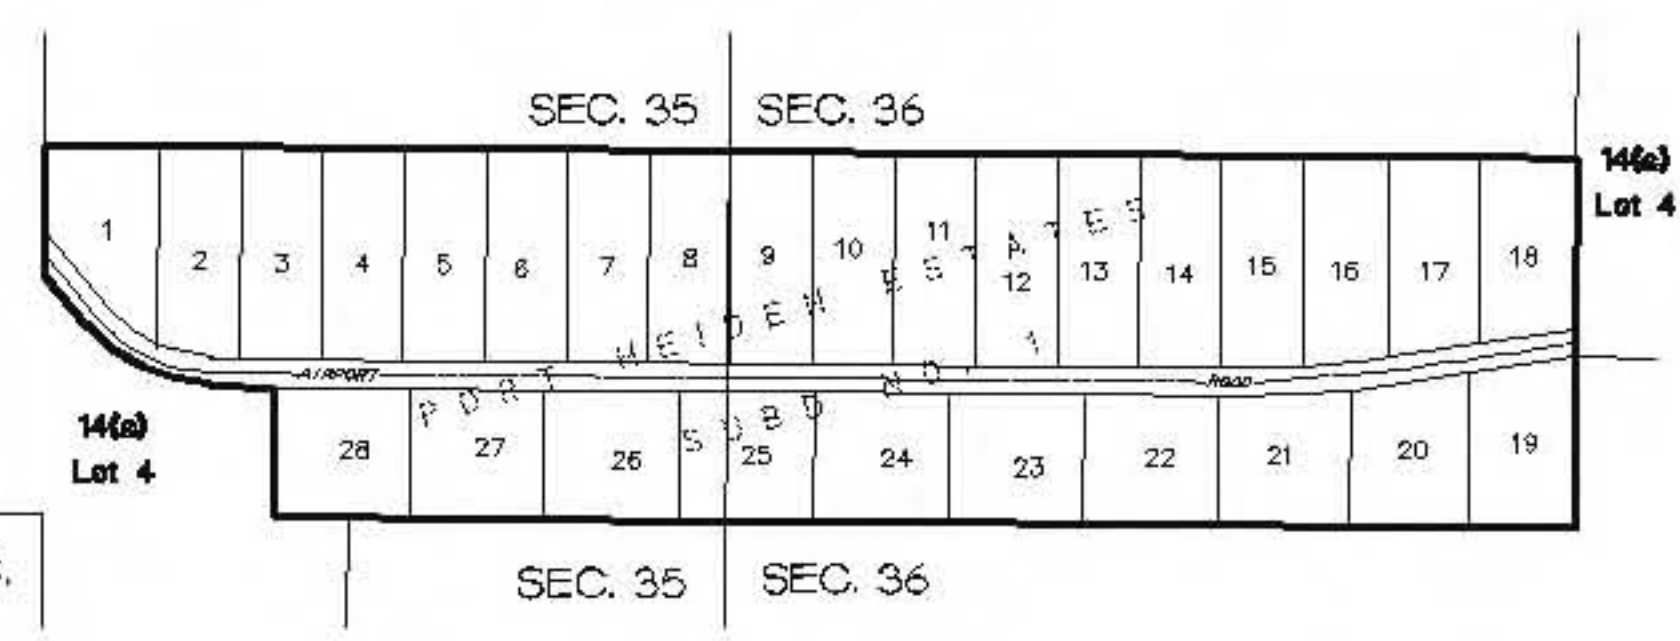 SEC. 35 SEC. 36
14(a)
Lot 4
1 2 3 4 5 6 7 8 9 10 11 12 13 14 15 16 17 18
PORT HEIDEN ESTATES
SUBD NO. 1
AIRPORT ROAD
14(a)
Lot 4
28 27 26 25 24 23 22 21 20 19
SEC. 35 SEC. 36